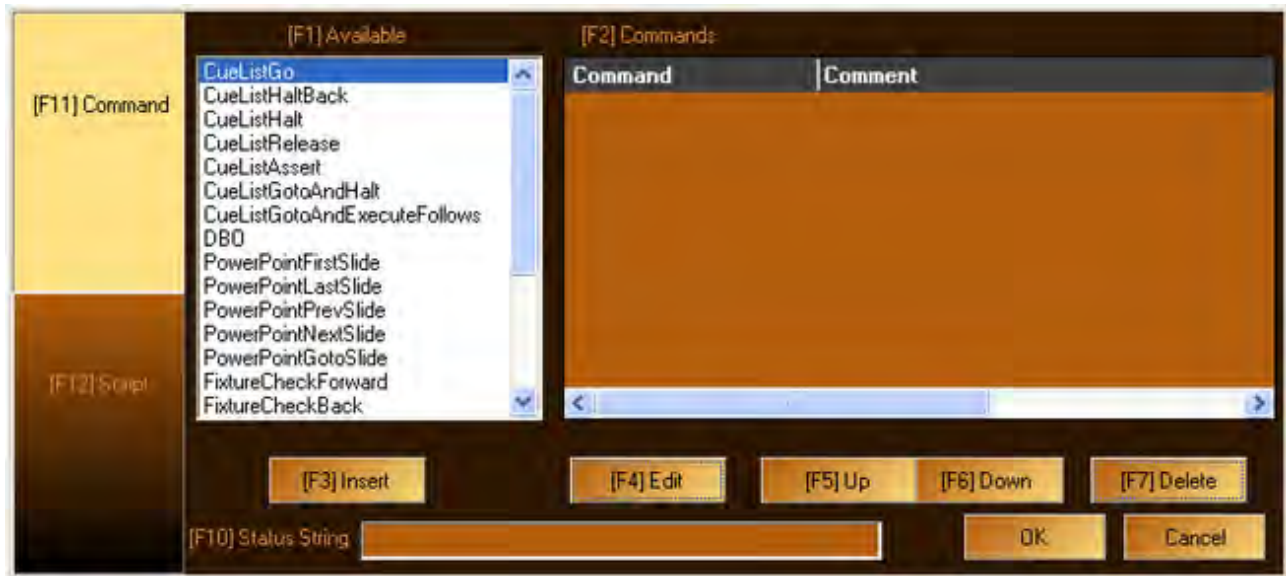 [F1] Available
[F2] Commands
[F11] Command
CueListGo
CueListHaltBack
CueListHalt
CueListRelease
CueListAssert
CueListGotoAndHalt
CueListGotoAndExecuteFollows
DBO
PowerPointFirstSlide
PowerPointLastSlide
PowerPointPrevSlide
PowerPointNextSlide
PowerPointGotoSlide
FixtureCheckForward
FixtureCheckBack
Command Comment
[F12] Script
[F3] Insert
[F4] Edit
[F5] Up
[F6] Down
[F7] Delete
[F10] Status String
OK
Cancel